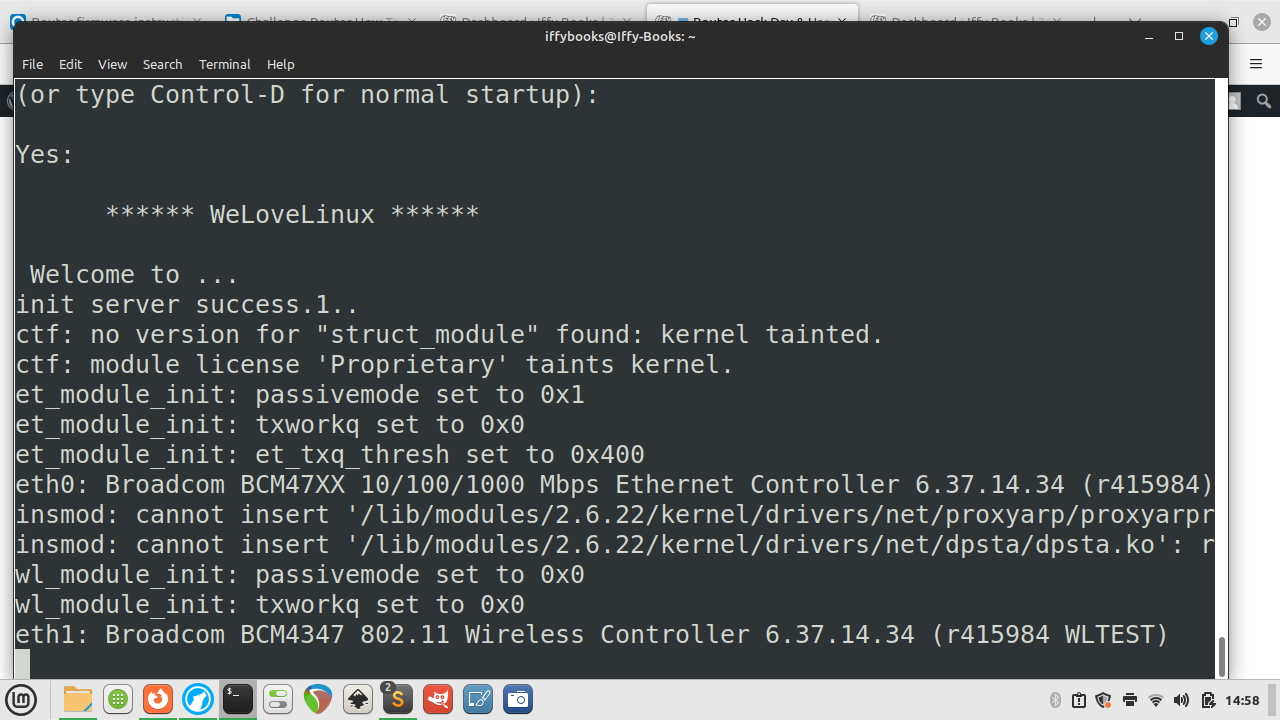 iffybooks@Iffy-Books: ~
File Edit View Search Terminal Help
(or type Control-D for normal startup):
Yes:
****** WeLoveLinux ******
Welcome to ...
init server success.1..
ctf: no version for "struct_module" found: kernel tainted.
ctf: module license 'Proprietary' taints kernel.
et_module_init: passivemode set to 0x1
et_module_init: txworkq set to 0x0
et_module_init: et_txq_thresh set to 0x400
eth0: Broadcom BCM47XX 10/100/1000 Mbps Ethernet Controller 6.37.14.34 (r415984)
insmod: cannot insert '/lib/modules/2.6.22/kernel/drivers/net/proxyarp/proxyarpr
insmod: cannot insert '/lib/modules/2.6.22/kernel/drivers/net/dpsta/dpsta.ko': r
wl_module_init: passivemode set to 0x0
wl_module_init: txworkq set to 0x0
eth1: Broadcom BCM4347 802.11 Wireless Controller 6.37.14.34 (r415984 WLTEST)
$_
2
14:58